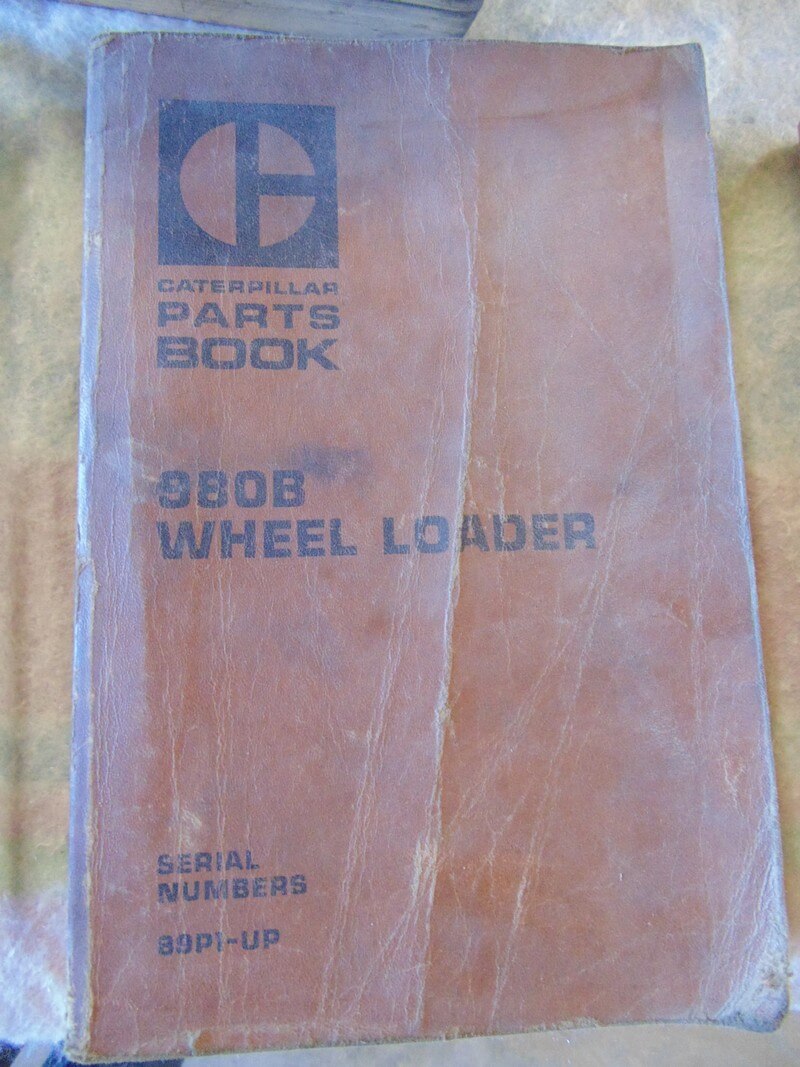 CATERPILLAR
PARTS
BOOK
980B
WHEEL LOADER
SERIAL
NUMBERS
89P1-UP